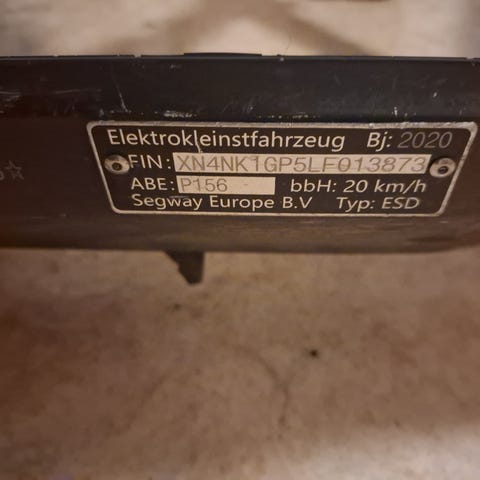 Elektrokleinstfahrzeug Bj: 2020
FIN: XN4NK1GP5LF013873
ABE: P156 bbH: 20 km/h
Segway Europe B.V Typ: ESD